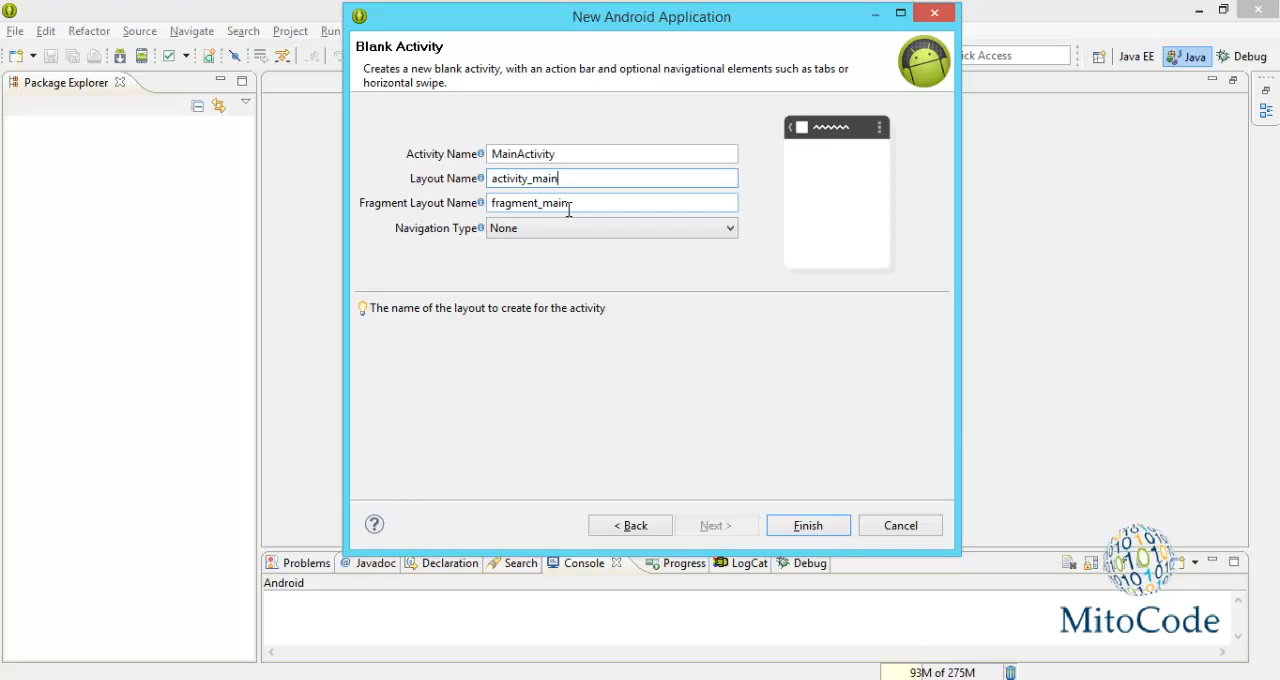 New Android Application
File Edit Refactor Source Navigate Search Project Run
Blank Activity
Creates a new blank activity, with an action bar and optional navigational elements such as tabs or
horizontal swipe.
ick Access
Java EE
Java
Debug
Package Explorer
Activity Name
MainActivity
Layout Name
activity_main
Fragment Layout Name
fragment_main
Navigation Type
None
The name of the layout to create for the activity
?
< Back
Next >
Finish
Cancel
Problems
@ Javadoc
Declaration
Search
Console
Progress
LogCat
Debug
Android
MitoCode
93M of 275M